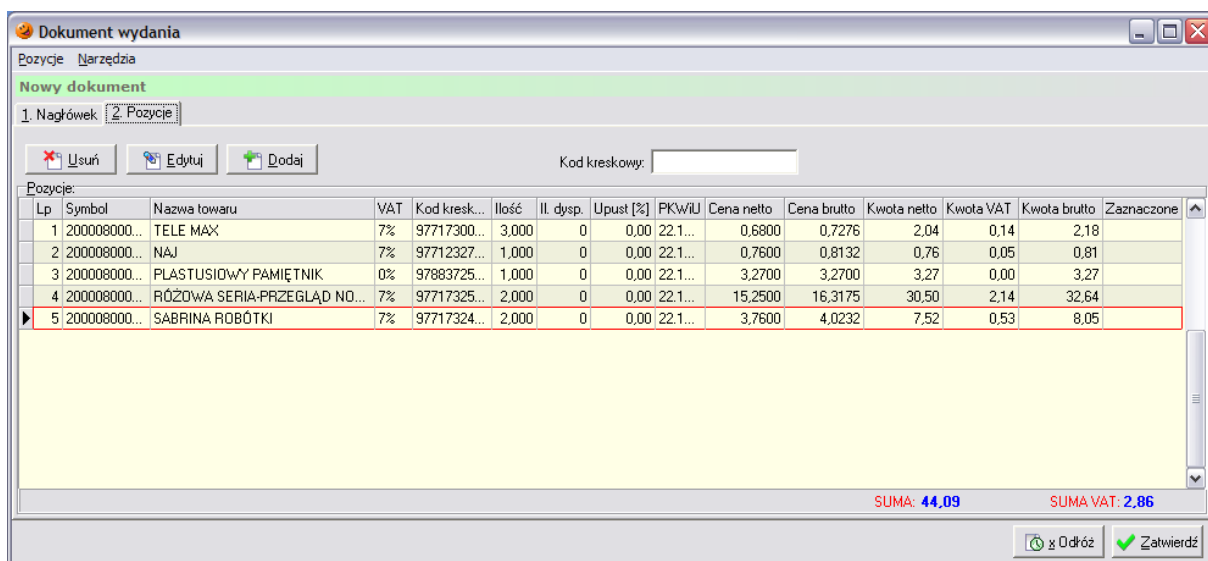 Dokument wydania
Pozycje Narzędzia
Nowy dokument
1. Nagłówek 2. Pozycje
Usuń Edytuj Dodaj Kod kreskowy:
Pozycje:
Lp Symbol Nazwa towaru VAT Kod kresk... Ilość Il. dysp. Upust [%] PKWiU Cena netto Cena brutto Kwota netto Kwota VAT Kwota brutto Zaznaczone
1 200008000... TELE MAX 7% 97717300... 3,000 0 0,00 22.1... 0,6800 0,7276 2,04 0,14 2,18
2 200008000... NAJ 7% 97712327... 1,000 0 0,00 22.1... 0,7600 0,8132 0,76 0,05 0,81
3 200008000... PLASTUSIOWY PAMIĘTNIK 0% 97883725... 1,000 0 0,00 22.1... 3,2700 3,2700 3,27 0,00 3,27
4 200008000... RÓŻOWA SERIA-PRZEGLĄD NO... 7% 97717325... 2,000 0 0,00 22.1... 15,2500 16,3175 30,50 2,14 32,64
5 200008000... SABRINA ROBÓTKI 7% 97717324... 2,000 0 0,00 22.1... 3,7600 4,0232 7,52 0,53 8,05
SUMA: 44,09 SUMA VAT: 2,86
x Odłóż Zatwierdź